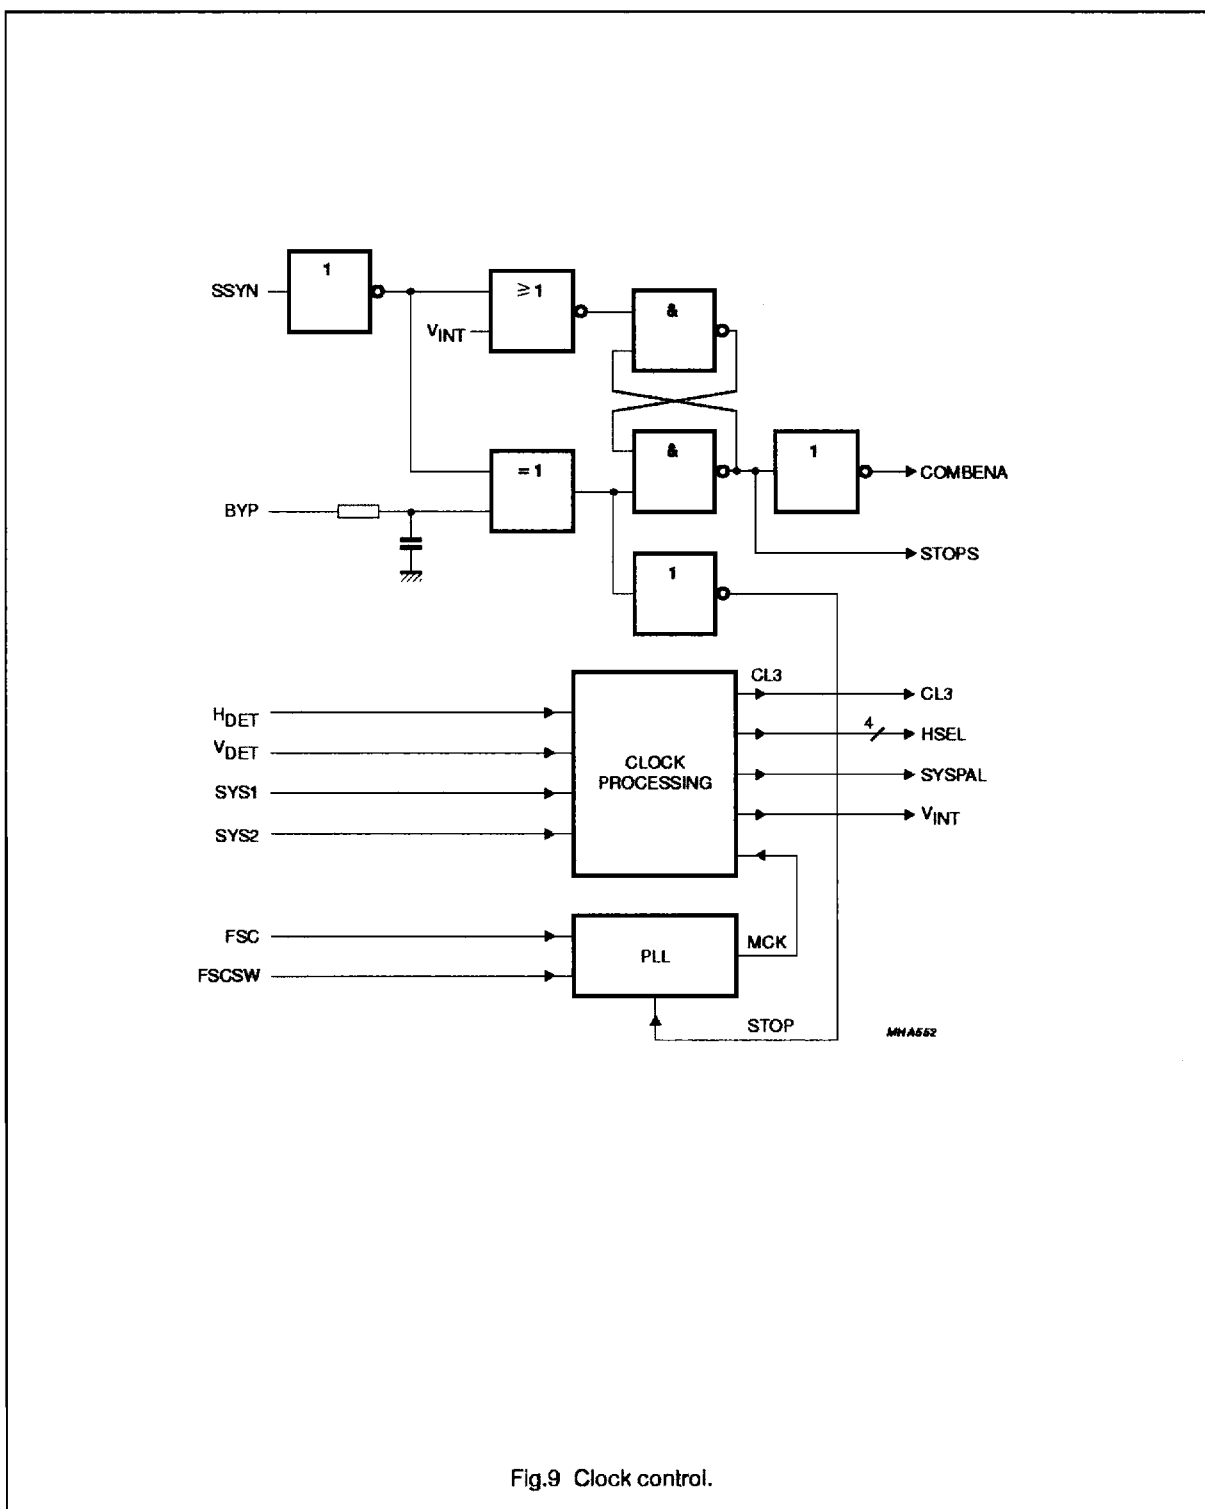 SSYN
1
≥ 1
VINT
&
= 1
&
1
COMBENA
BYP
STOPS
1
HDET
VDET
SYS1
SYS2
CLOCK
PROCESSING
CL3
CL3
4
HSEL
SYSPAL
VINT
FSC
FSCSW
PLL
MCK
STOP
MHA552
Fig.9 Clock control.